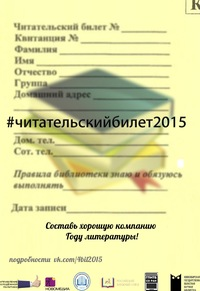 Читательский билет №
Квитанция №
Фамилия
Имя
Отчество
Группа
Домашний адрес
#читательскийбилет2015
Дом. тел.
Сот. тел.
Правила библиотеки знаю и обязуюсь
выполнять
Дата записи
Составь хорошую компанию
Году литературы!
подробности vk.com/4bil2015